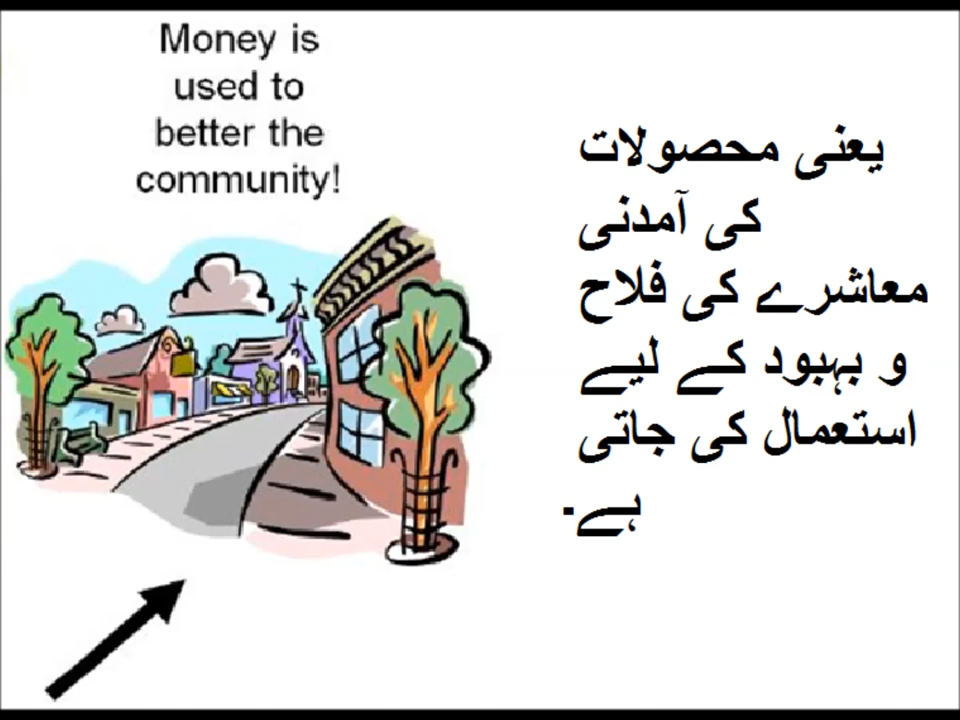 Money is
used to
better the
community!
یعنی محصولات
کی آمدنی
معاشرے کی فلاح
و بہبود کے لیے
استعمال کی جاتی
ہے۔